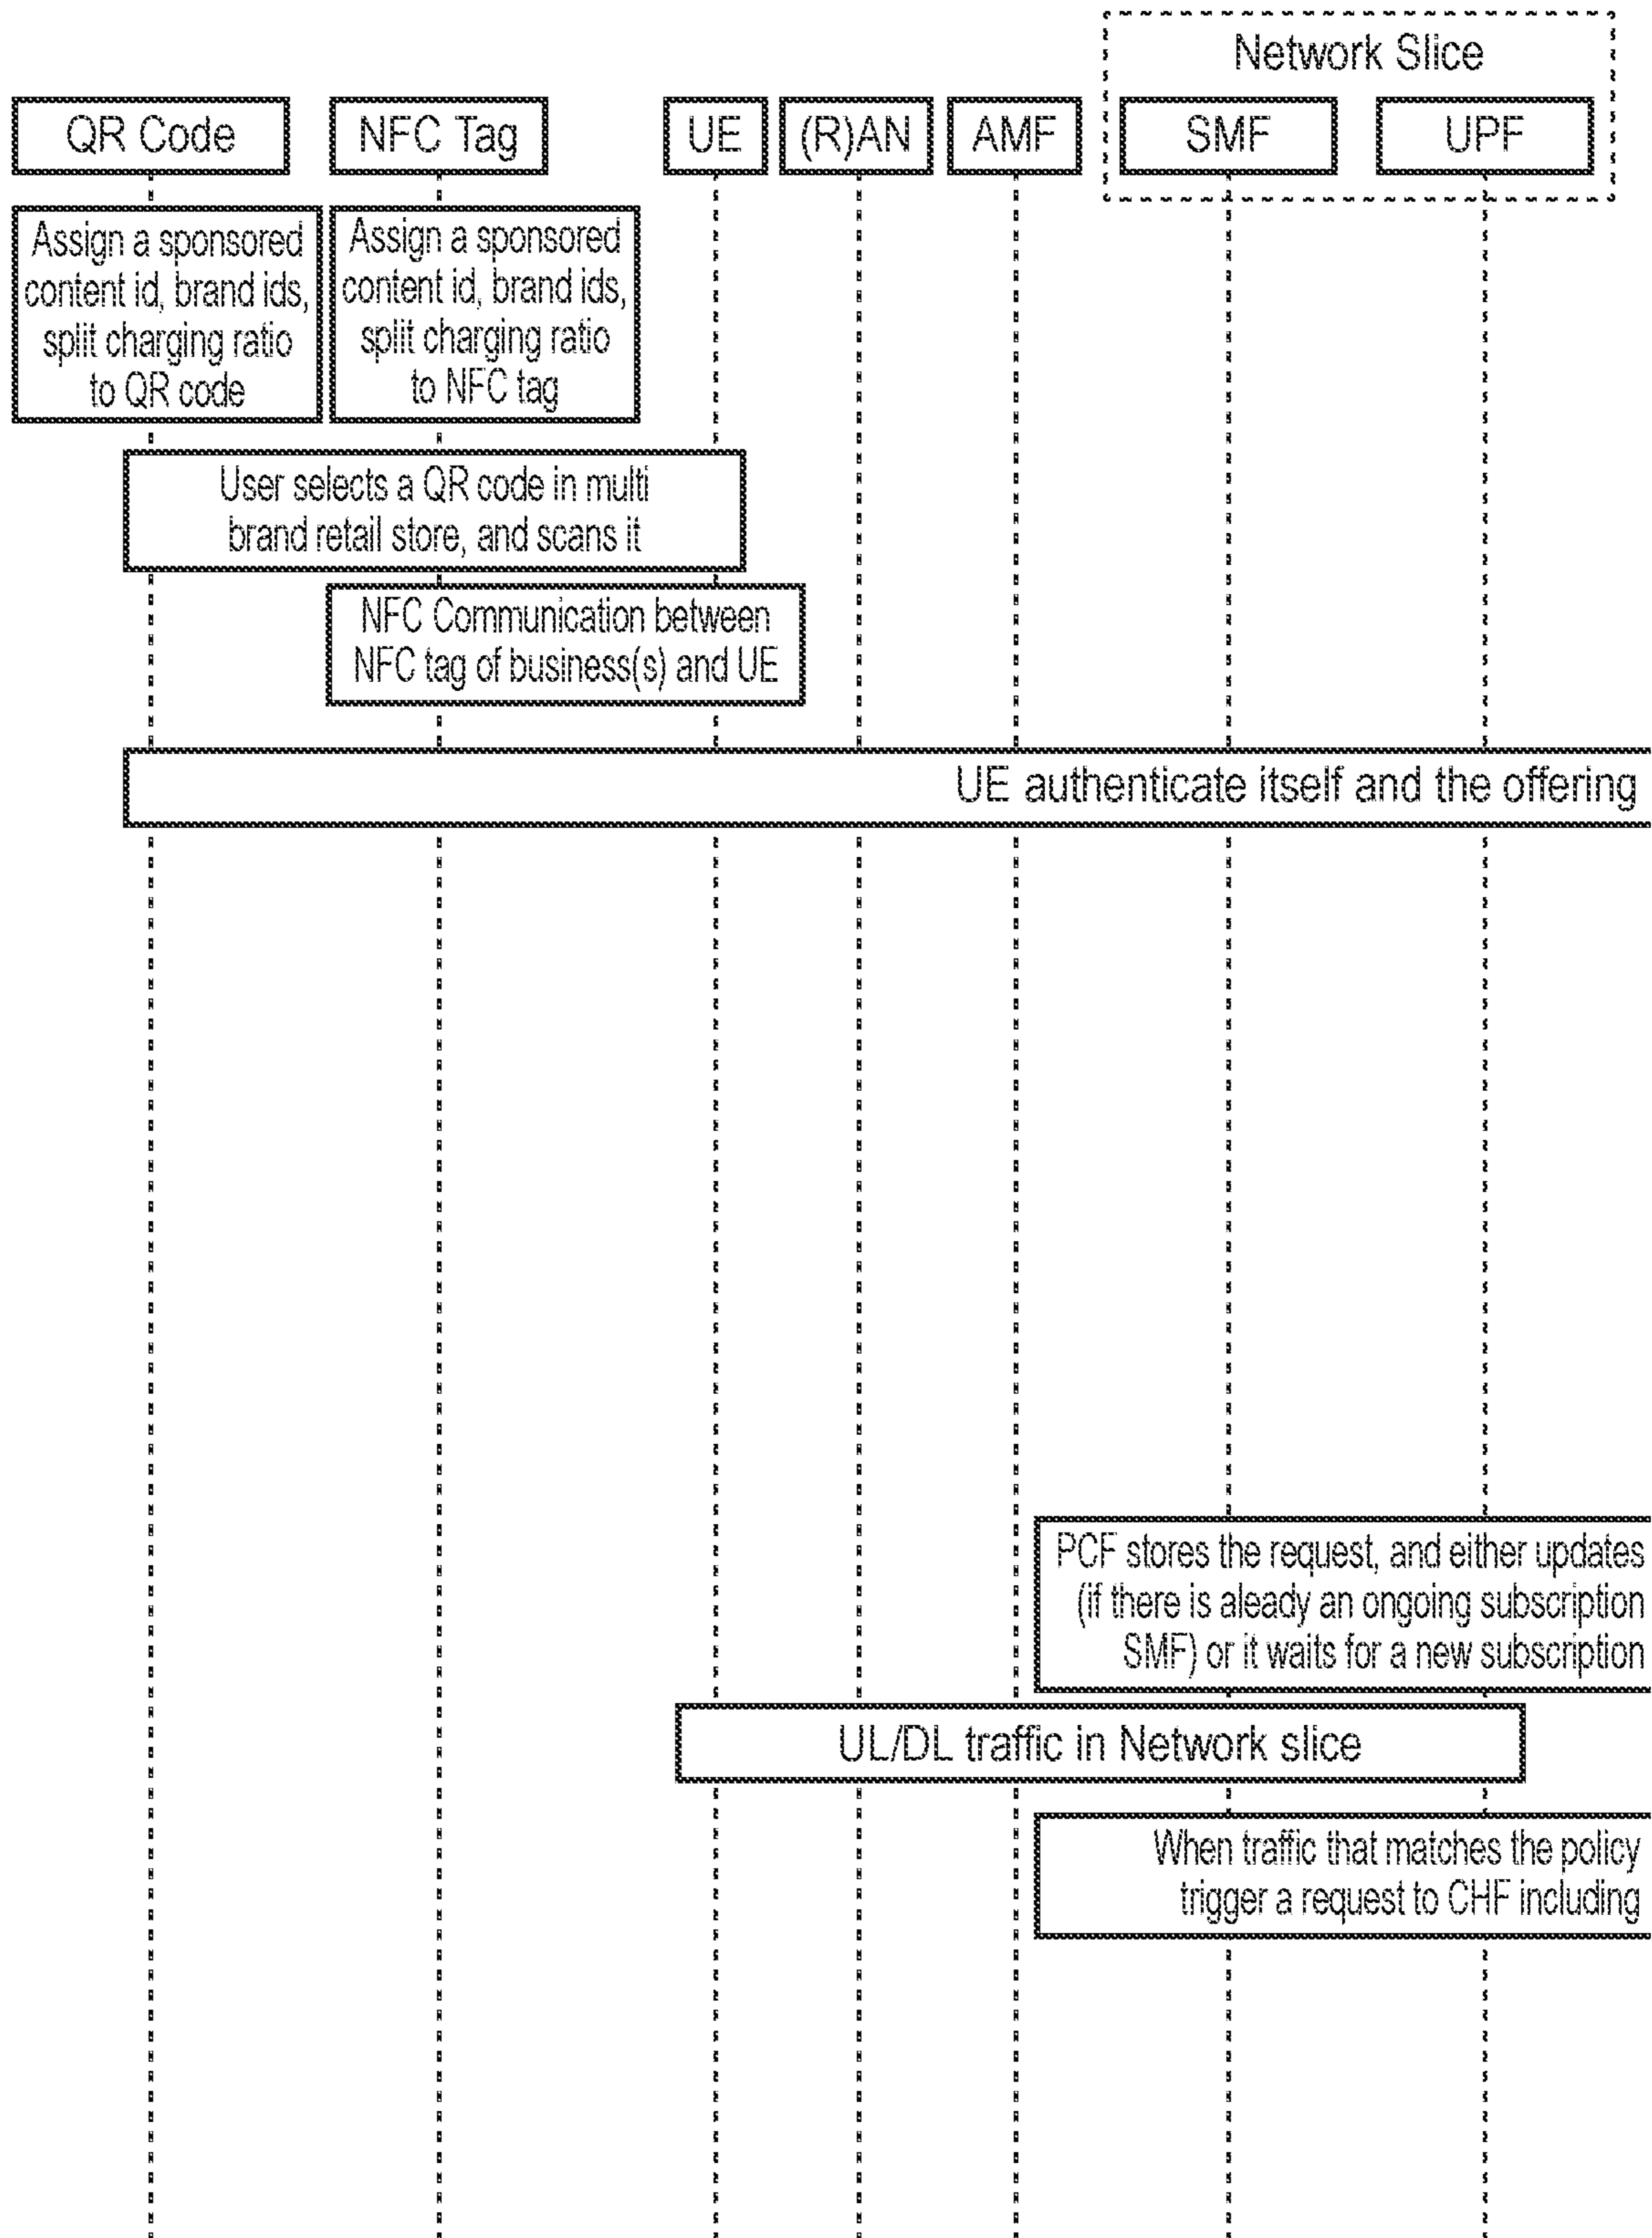 Network Slice
QR Code
NFC Tag
UE
(R)AN
AMF
SMF
UPF
Assign a sponsored
content id, brand ids,
split charging ratio
to QR code
Assign a sponsored
content id, brand ids,
split charging ratio
to NFC tag
User selects a QR code in multi
brand retail store, and scans it
NFC Communication between
NFC tag of business(s) and UE
UE authenticate itself and the offering
PCF stores the request, and either updates
(if there is aleady an ongoing subscription
SMF) or it waits for a new subscription
UL/DL traffic in Network slice
When traffic that matches the policy
trigger a request to CHF including